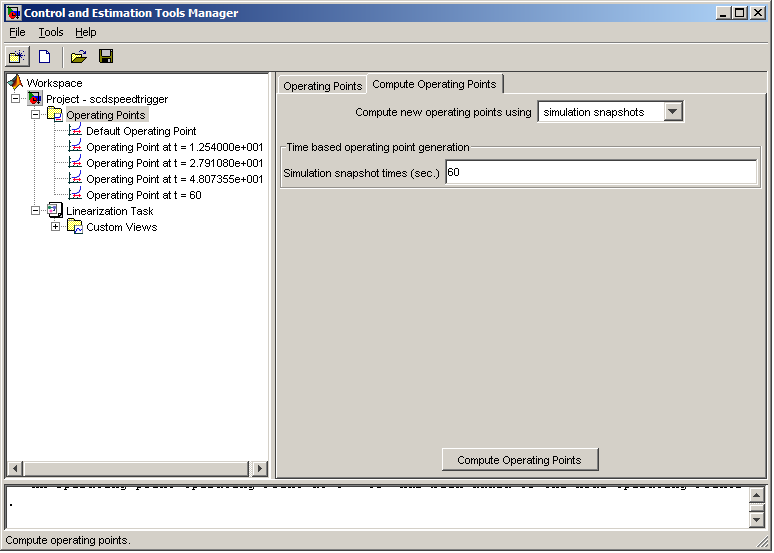 Control and Estimation Tools Manager
File Tools Help
Workspace
Project - scdspeedtrigger
Operating Points
Default Operating Point
Operating Point at t = 1.254000e+001
Operating Point at t = 2.791080e+001
Operating Point at t = 4.807355e+001
Operating Point at t = 60
Linearization Task
Custom Views
Operating Points Compute Operating Points
Compute new operating points using simulation snapshots
Time based operating point generation
Simulation snapshot times (sec.) 60
Compute Operating Points
.
Compute operating points.